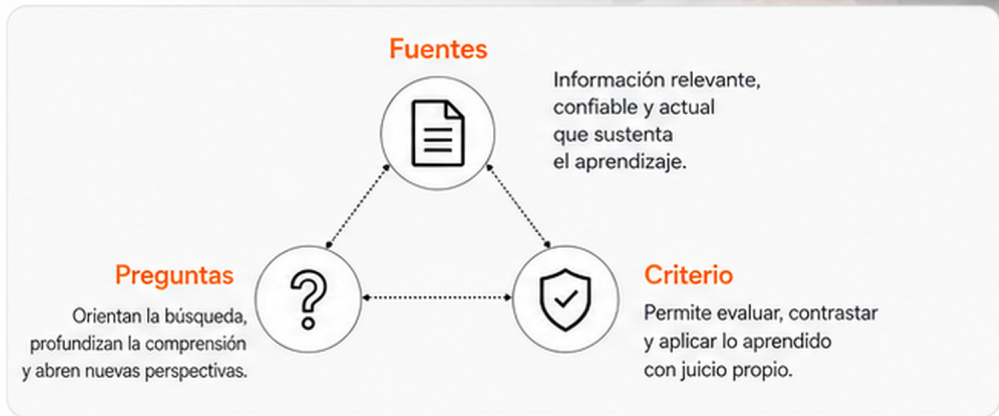 Fuentes
Información relevante,
confiable y actual
que sustenta
el aprendizaje.
Preguntas
Orientan la búsqueda,
profundizan la comprensión
y abren nuevas perspectivas.
?
Criterio
Permite evaluar, contrastar
y aplicar lo aprendido
con juicio propio.